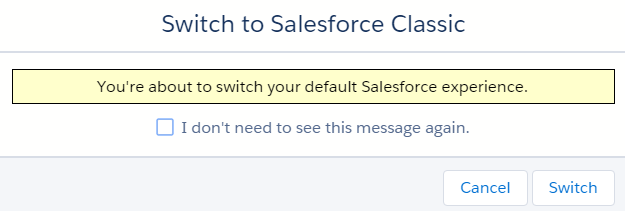 Switch to Salesforce Classic
You're about to switch your default Salesforce experience.
I don't need to see this message again.
Cancel Switch